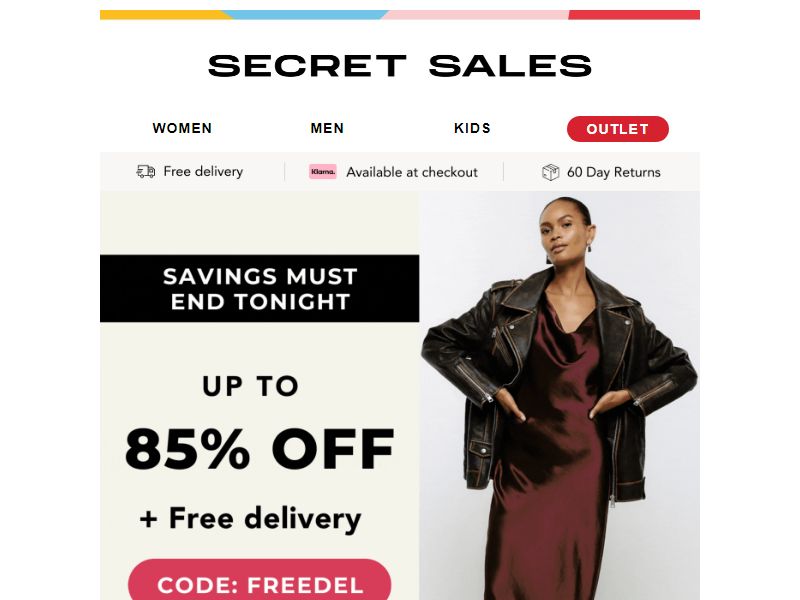 SECRET SALES
WOMEN
MEN
KIDS
OUTLET
Free delivery
Klarna.
Available at checkout
60 Day Returns
SAVINGS MUST
END TONIGHT
UP TO
85% OFF
+ Free delivery
CODE: FREEDEL